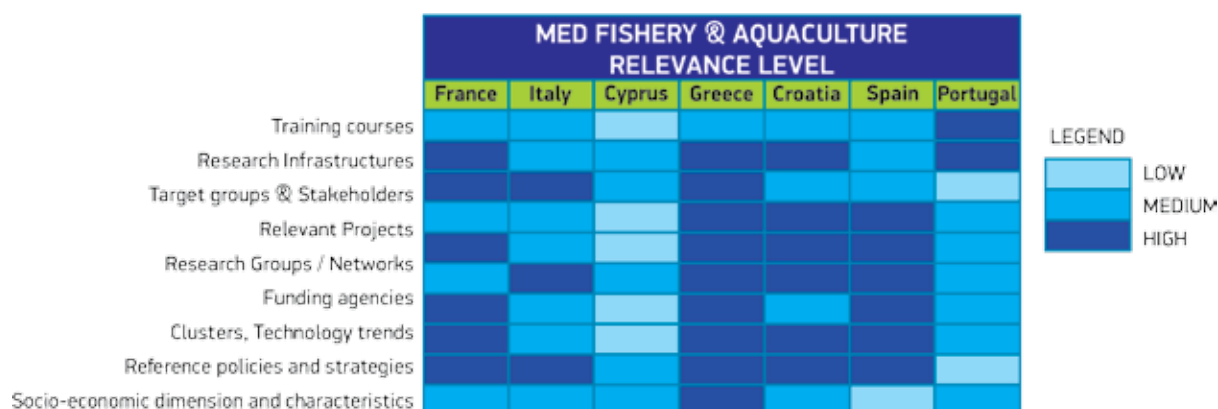 MED FISHERY & AQUACULTURE
RELEVANCE LEVEL
France Italy Cyprus Greece Croatia Spain Portugal
Training courses
Research Infrastructures
Target groups & Stakeholders
Relevant Projects
Research Groups / Networks
Funding agencies
Clusters, Technology trends
Reference policies and strategies
Socio-economic dimension and characteristics
LEGEND
LOW
MEDIUM
HIGH